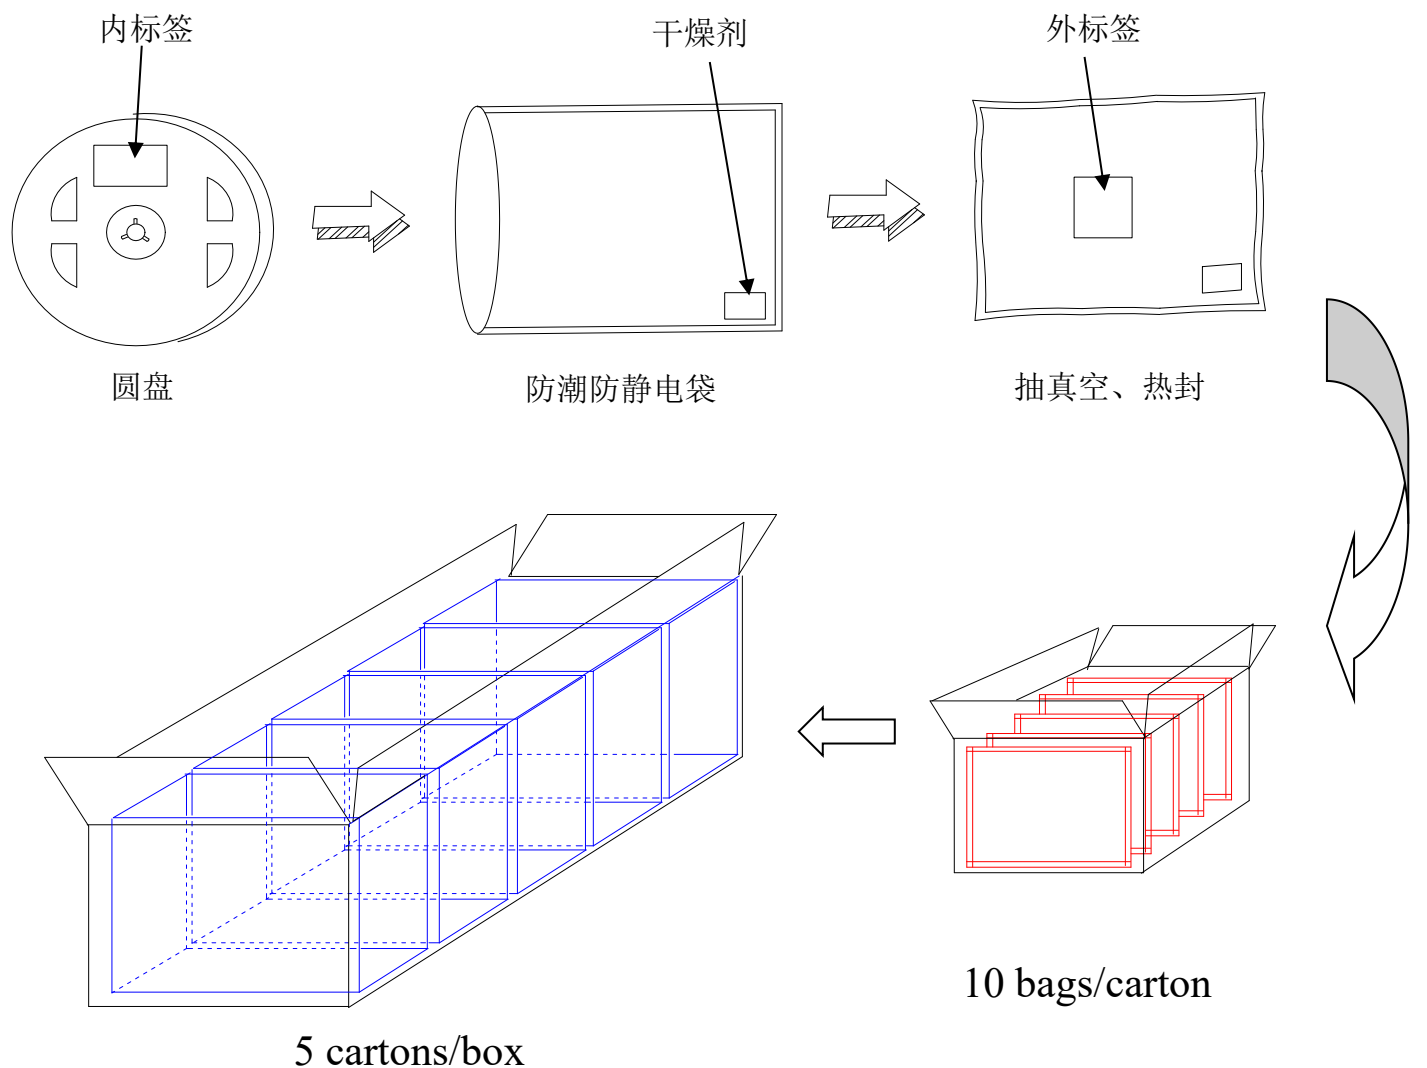 内标签
干燥剂
外标签
圆盘
防潮防静电袋
抽真空、热封
10 bags/carton
5 cartons/box